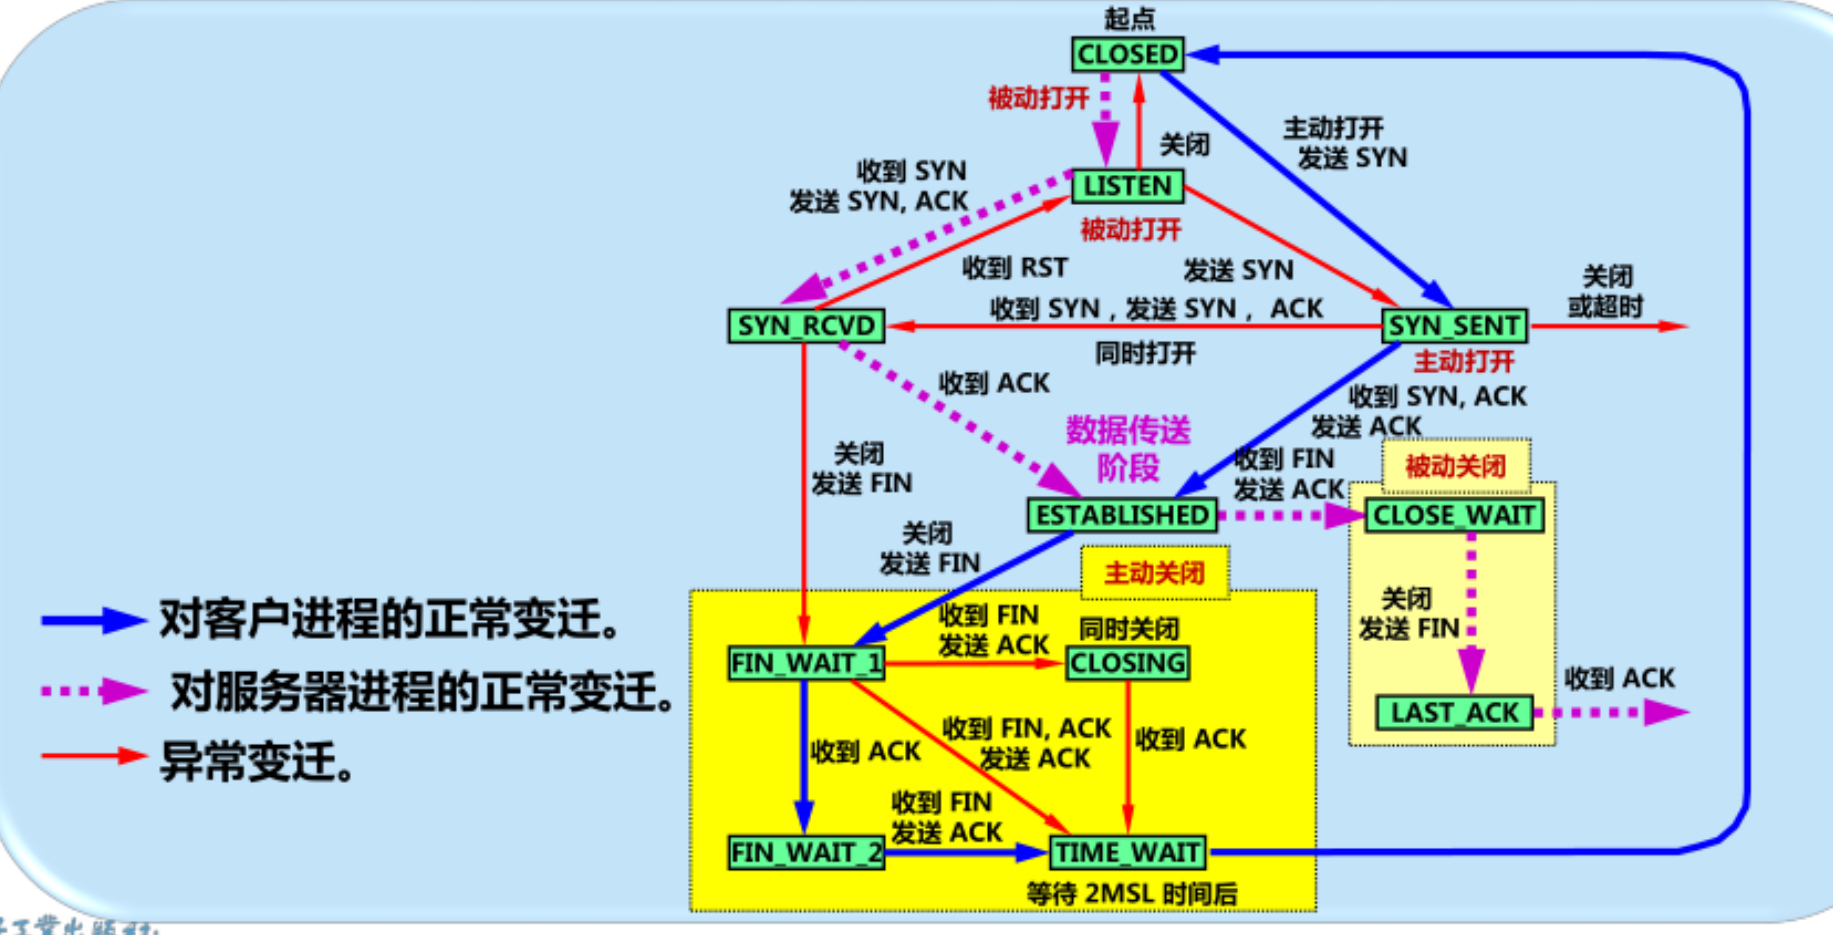 起点
CLOSED
被动打开
关闭
主动打开
发送 SYN
收到 SYN
发送 SYN, ACK
LISTEN
被动打开
收到 RST
发送 SYN
关闭
或超时
收到 SYN，发送 SYN， ACK
SYN_RCVD
SYN_SENT
同时打开
主动打开
收到 ACK
收到 SYN, ACK
发送 ACK
数据传送
阶段
关闭
发送 FIN
收到 FIN
发送 ACK
被动关闭
ESTABLISHED
CLOSE_WAIT
关闭
发送 FIN
主动关闭
对客户进程的正常变迁。
收到 FIN
发送 ACK
同时关闭
关闭
发送 FIN
FIN_WAIT_1
CLOSING
对服务器进程的正常变迁。
收到 ACK
LAST_ACK
异常变迁。
收到 ACK
收到 FIN, ACK
发送 ACK
收到 ACK
收到 FIN
发送 ACK
FIN_WAIT_2
TIME_WAIT
等待 2MSL 时间后